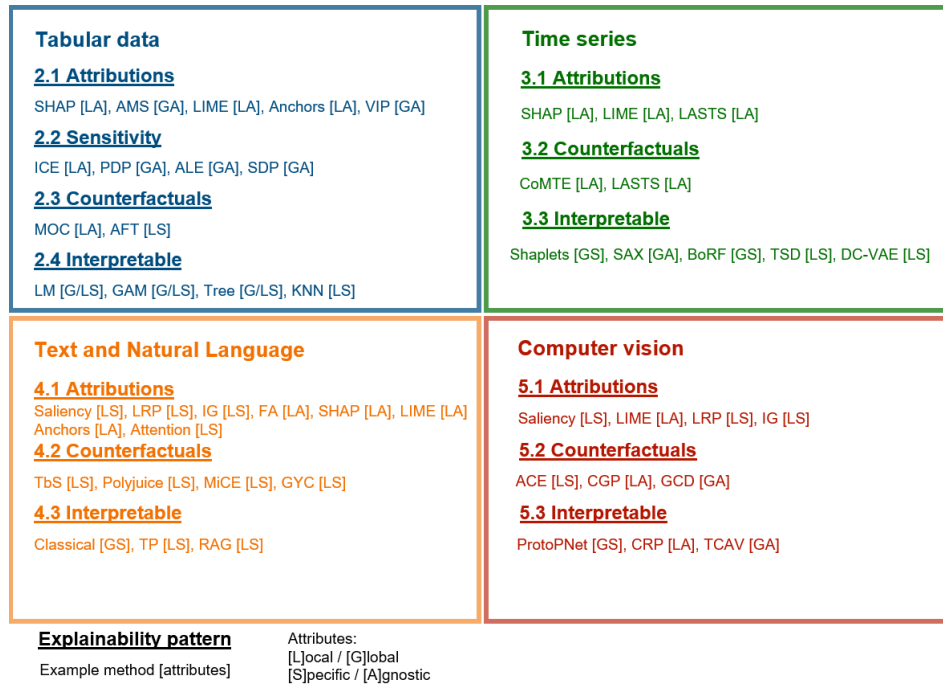 Tabular data
2.1 Attributions
SHAP [LA], AMS [GA], LIME [LA], Anchors [LA], VIP [GA]
2.2 Sensitivity
ICE [LA], PDP [GA], ALE [GA], SDP [GA]
2.3 Counterfactuals
MOC [LA], AFT [LS]
2.4 Interpretable
LM [G/LS], GAM [G/LS], Tree [G/LS], KNN [LS]
Time series
3.1 Attributions
SHAP [LA], LIME [LA], LASTS [LA]
3.2 Counterfactuals
CoMTE [LA], LASTS [LA]
3.3 Interpretable
Shaplets [GS], SAX [GA], BoRF [GS], TSD [LS], DC-VAE [LS]
Text and Natural Language
4.1 Attributions
Saliency [LS], LRP [LS], IG [LS], FA [LA], SHAP [LA], LIME [LA]
Anchors [LA], Attention [LS]
4.2 Counterfactuals
TbS [LS], Polyjuice [LS], MiCE [LS], GYC [LS]
4.3 Interpretable
Classical [GS], TP [LS], RAG [LS]
Computer vision
5.1 Attributions
Saliency [LS], LIME [LA], LRP [LS], IG [LS]
5.2 Counterfactuals
ACE [LS], CGP [LA], GCD [GA]
5.3 Interpretable
ProtoPNet [GS], CRP [LA], TCAV [GA]
Explainability pattern
Example method [attributes]
Attributes:
[L]ocal / [G]lobal
[S]pecific / [A]gnostic